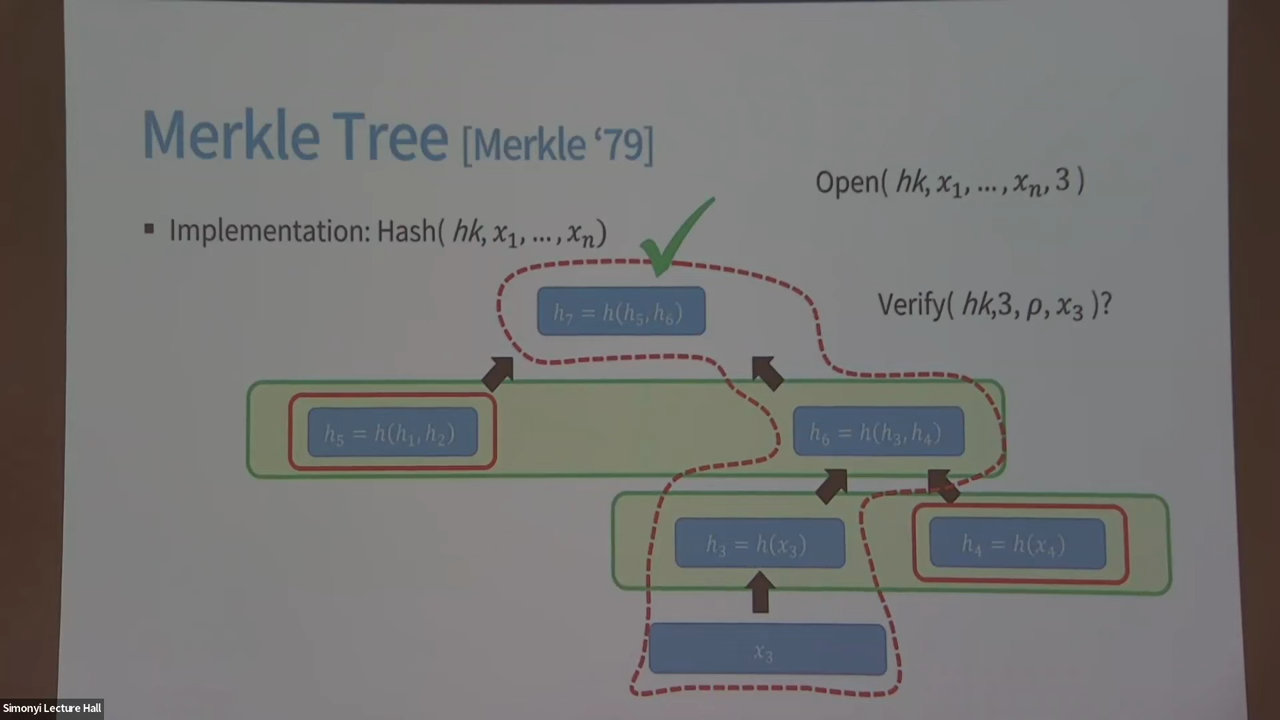 Merkle Tree [Merkle ‘79]
Open( hk, x₁, …, xₙ, 3 )
▪ Implementation: Hash( hk, x₁, …, xₙ)
Verify( hk,3, ρ, x₃ )?
h₇ = h(h₅, h₆)
h₅ = h(h₁, h₂)
h₆ = h(h₃, h₄)
h₃ = h(x₃)
h₄ = h(x₄)
x₃
Simonyi Lecture Hall